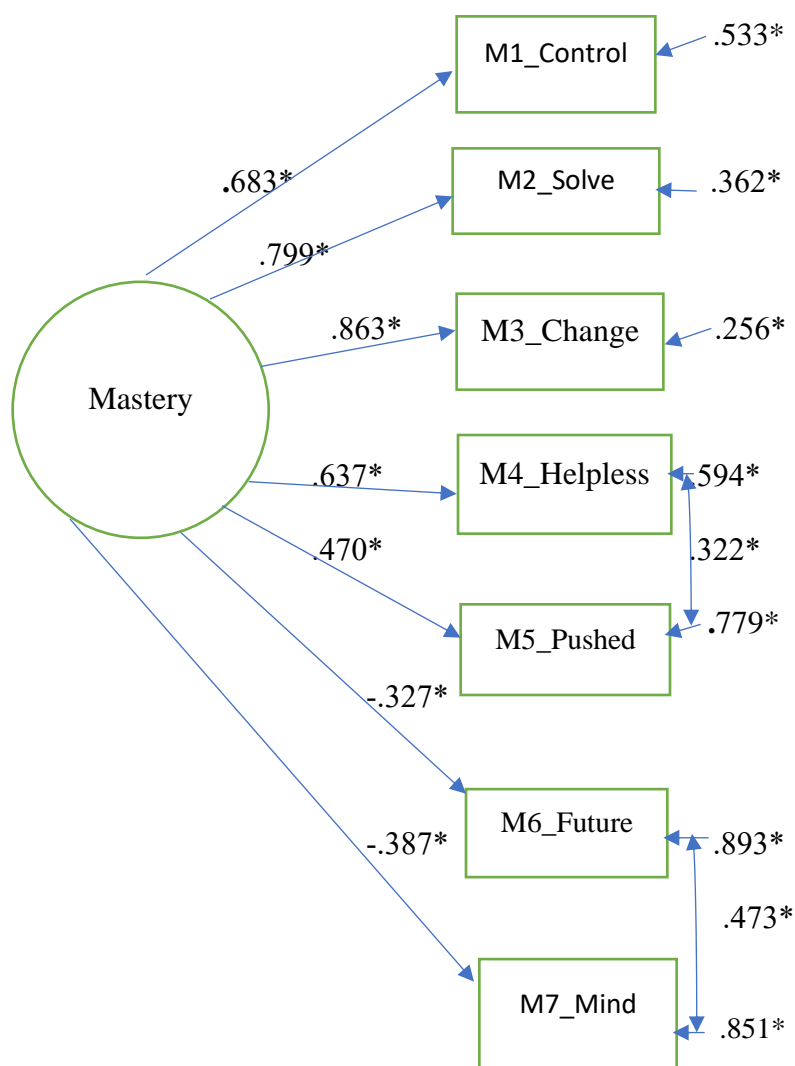 M1_Control
.533*
.683*
M2_Solve
.362*
.799*
M3_Change
.256*
.863*
Mastery
M4_Helpless
.594*
.637*
.322*
.470*
M5_Pushed
.779*
-.327*
M6_Future
.893*
-.387*
.473*
M7_Mind
.851*